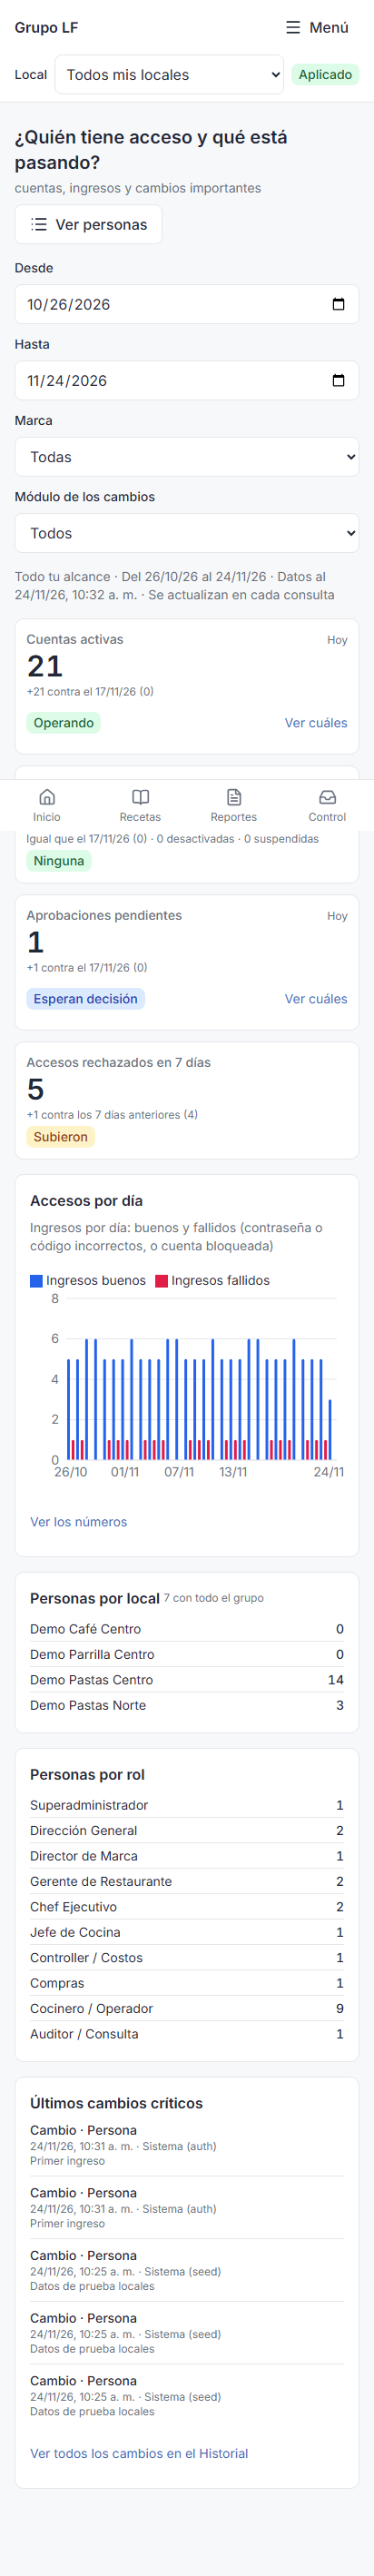 Grupo LF
Menú
Local
Todos mis locales
Aplicado
¿Quién tiene acceso y qué está
pasando?
cuentas, ingresos y cambios importantes
Ver personas
Desde
10/26/2026
Hasta
11/24/2026
Marca
Todas
Módulo de los cambios
Todos
Todo tu alcance · Del 26/10/26 al 24/11/26 · Datos al
24/11/26, 10:32 a. m. · Se actualizan en cada consulta
Cuentas activas
Hoy
21
+21 contra el 17/11/26 (0)
Operando
Ver cuáles
Inicio
Recetas
Reportes
Control
Igual que el 17/11/26 (0) · 0 desactivadas · 0 suspendidas
Ninguna
Aprobaciones pendientes
Hoy
1
+1 contra el 17/11/26 (0)
Esperan decisión
Ver cuáles
Accesos rechazados en 7 días
5
+1 contra los 7 días anteriores (4)
Subieron
Accesos por día
Ingresos por día: buenos y fallidos (contraseña o
código incorrectos, o cuenta bloqueada)
Ingresos buenos
Ingresos fallidos
8
6
4
2
0
26/10
01/11
07/11
13/11
24/11
Ver los números
Personas por local 7 con todo el grupo
Demo Café Centro 0
Demo Parrilla Centro 0
Demo Pastas Centro 14
Demo Pastas Norte 3
Personas por rol
Superadministrador 1
Dirección General 2
Director de Marca 1
Gerente de Restaurante 2
Chef Ejecutivo 2
Jefe de Cocina 1
Controller / Costos 1
Compras 1
Cocinero / Operador 9
Auditor / Consulta 1
Últimos cambios críticos
Cambio · Persona
24/11/26, 10:31 a. m. · Sistema (auth)
Primer ingreso
Cambio · Persona
24/11/26, 10:31 a. m. · Sistema (auth)
Primer ingreso
Cambio · Persona
24/11/26, 10:25 a. m. · Sistema (seed)
Datos de prueba locales
Cambio · Persona
24/11/26, 10:25 a. m. · Sistema (seed)
Datos de prueba locales
Cambio · Persona
24/11/26, 10:25 a. m. · Sistema (seed)
Datos de prueba locales
Ver todos los cambios en el Historial